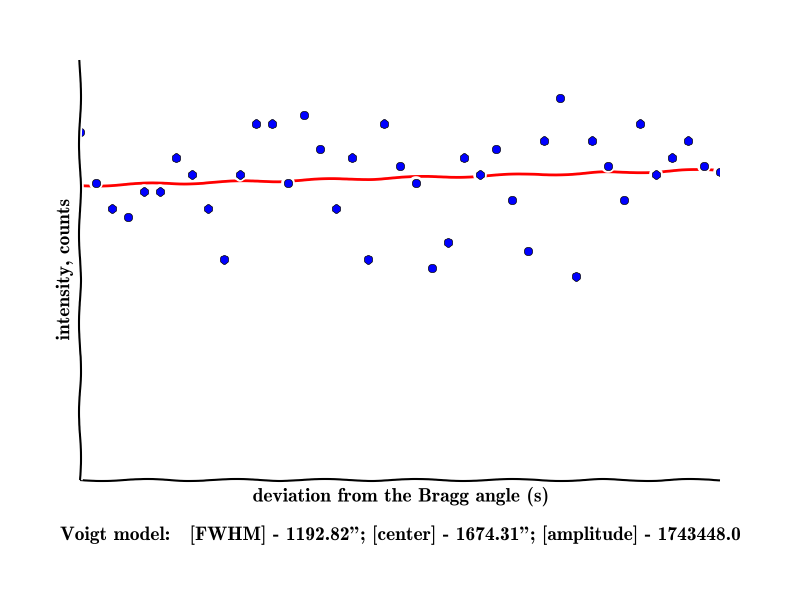 intensity, counts
deviation from the Bragg angle (s)
Voigt model: [FWHM] - 1192.82”; [center] - 1674.31”; [amplitude] - 1743448.0